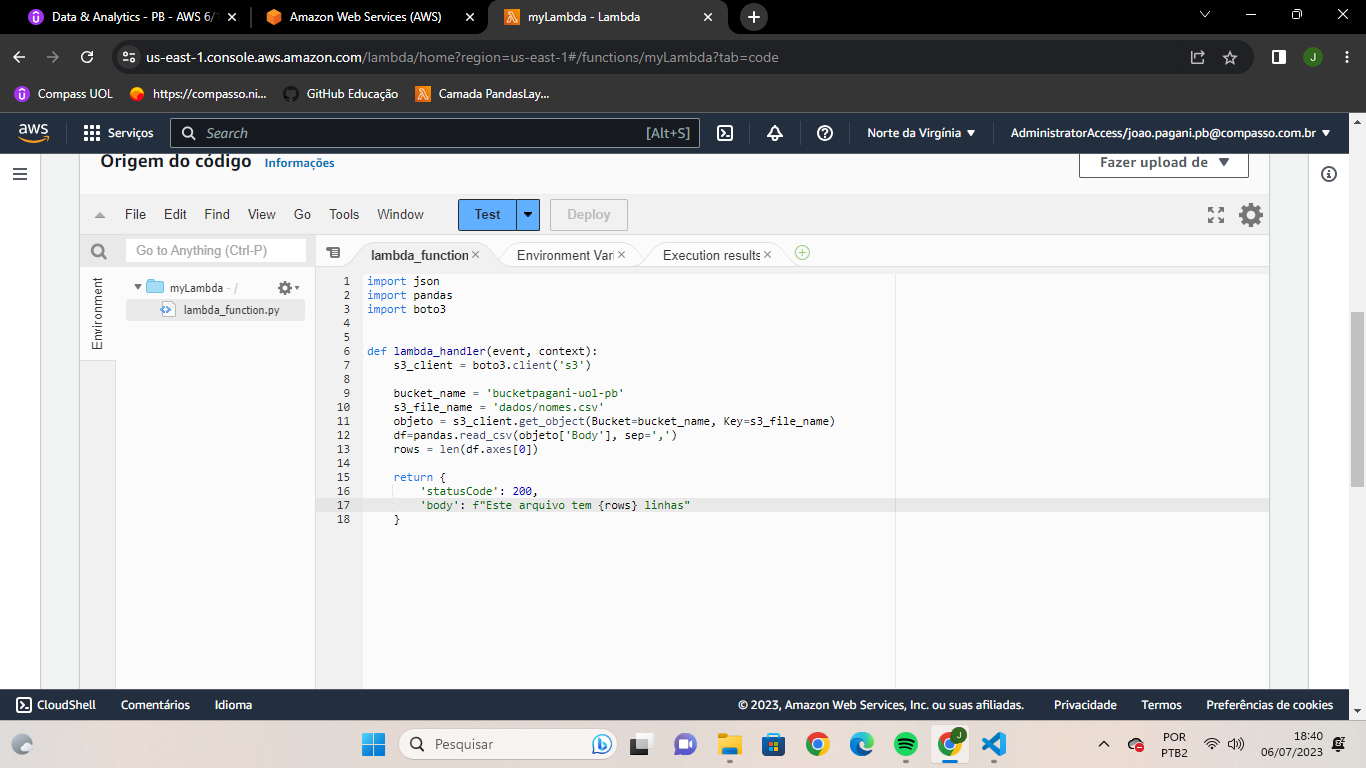 Data & Analytics - PB - AWS 6/
Amazon Web Services (AWS)
myLambda - Lambda
us-east-1.console.aws.amazon.com/lambda/home?region=us-east-1#/functions/myLambda?tab=code
J
Compass UOL
https://compasso.ni...
GitHub Educação
Camada PandasLay...
aws
Serviços
Search
[Alt+S]
Norte da Virgínia
AdministratorAccess/joao.pagani.pb@compasso.com.br
Origem do código
Informações
Fazer upload de
File Edit Find View Go Tools Window
Test
Deploy
Go to Anything (Ctrl-P)
lambda_function
Environment Vari
Execution results
Environment
myLambda - /
lambda_function.py
1 import json
2 import pandas
3 import boto3
4
5
6 def lambda_handler(event, context):
7 s3_client = boto3.client('s3')
8
9 bucket_name = 'bucketpagani-uol-pb'
10 s3_file_name = 'dados/nomes.csv'
11 objeto = s3_client.get_object(Bucket=bucket_name, Key=s3_file_name)
12 df=pandas.read_csv(objeto['Body'], sep=',')
13 rows = len(df.axes[0])
14
15 return {
16 'statusCode': 200,
17 'body': f"Este arquivo tem {rows} linhas"
18 }
CloudShell
Comentários
Idioma
© 2023, Amazon Web Services, Inc. ou suas afiliadas.
Privacidade
Termos
Preferências de cookies
Pesquisar
J
POR
PTB2
18:40
06/07/2023